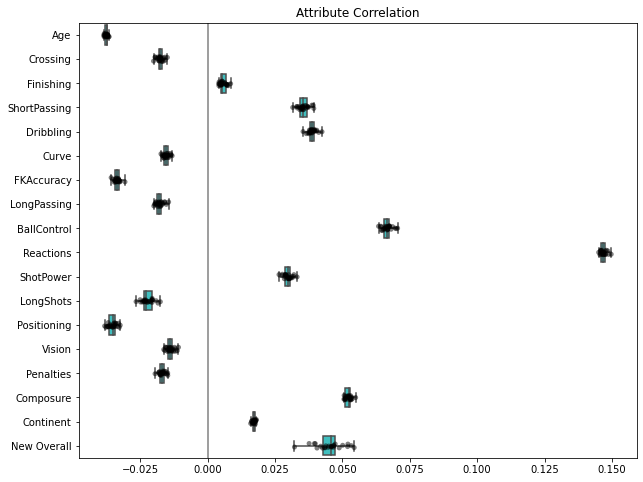 Attribute Correlation
Age
Crossing
Finishing
ShortPassing
Dribbling
Curve
FKAccuracy
LongPassing
BallControl
Reactions
ShotPower
LongShots
Positioning
Vision
Penalties
Composure
Continent
New Overall
−0.025 0.000 0.025 0.050 0.075 0.100 0.125 0.150